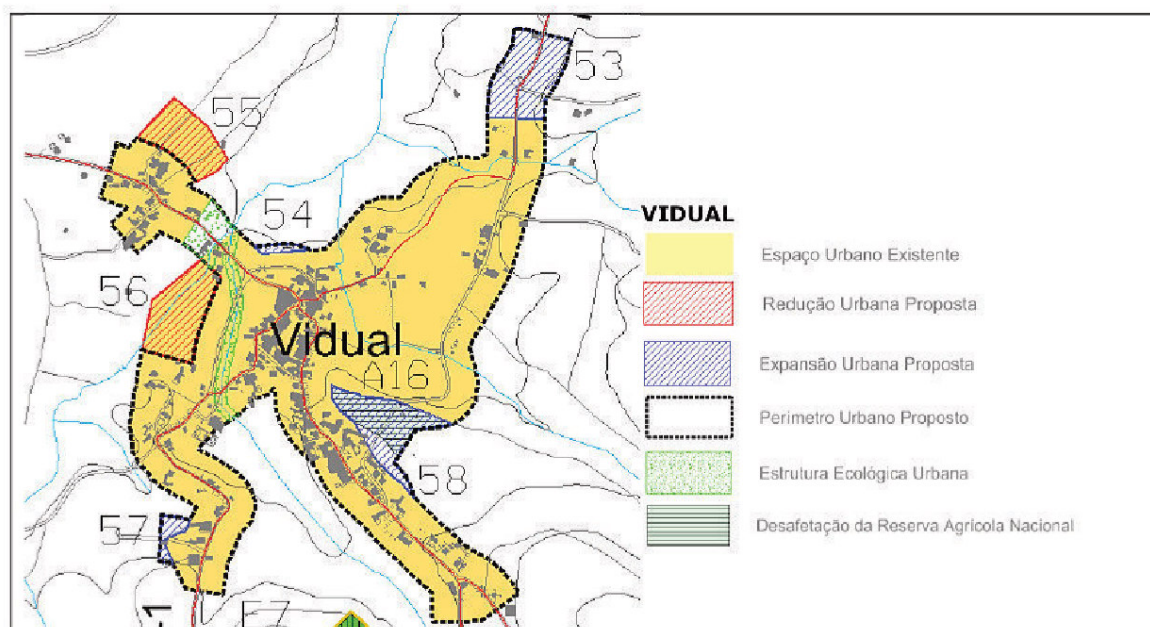 53
55
54
56
Vidual
A16
58
57
VIDUAL
Espaço Urbano Existente
Redução Urbana Proposta
Expansão Urbana Proposta
Perimetro Urbano Proposto
Estrutura Ecológica Urbana
Desafetação da Reserva Agrícola Nacional